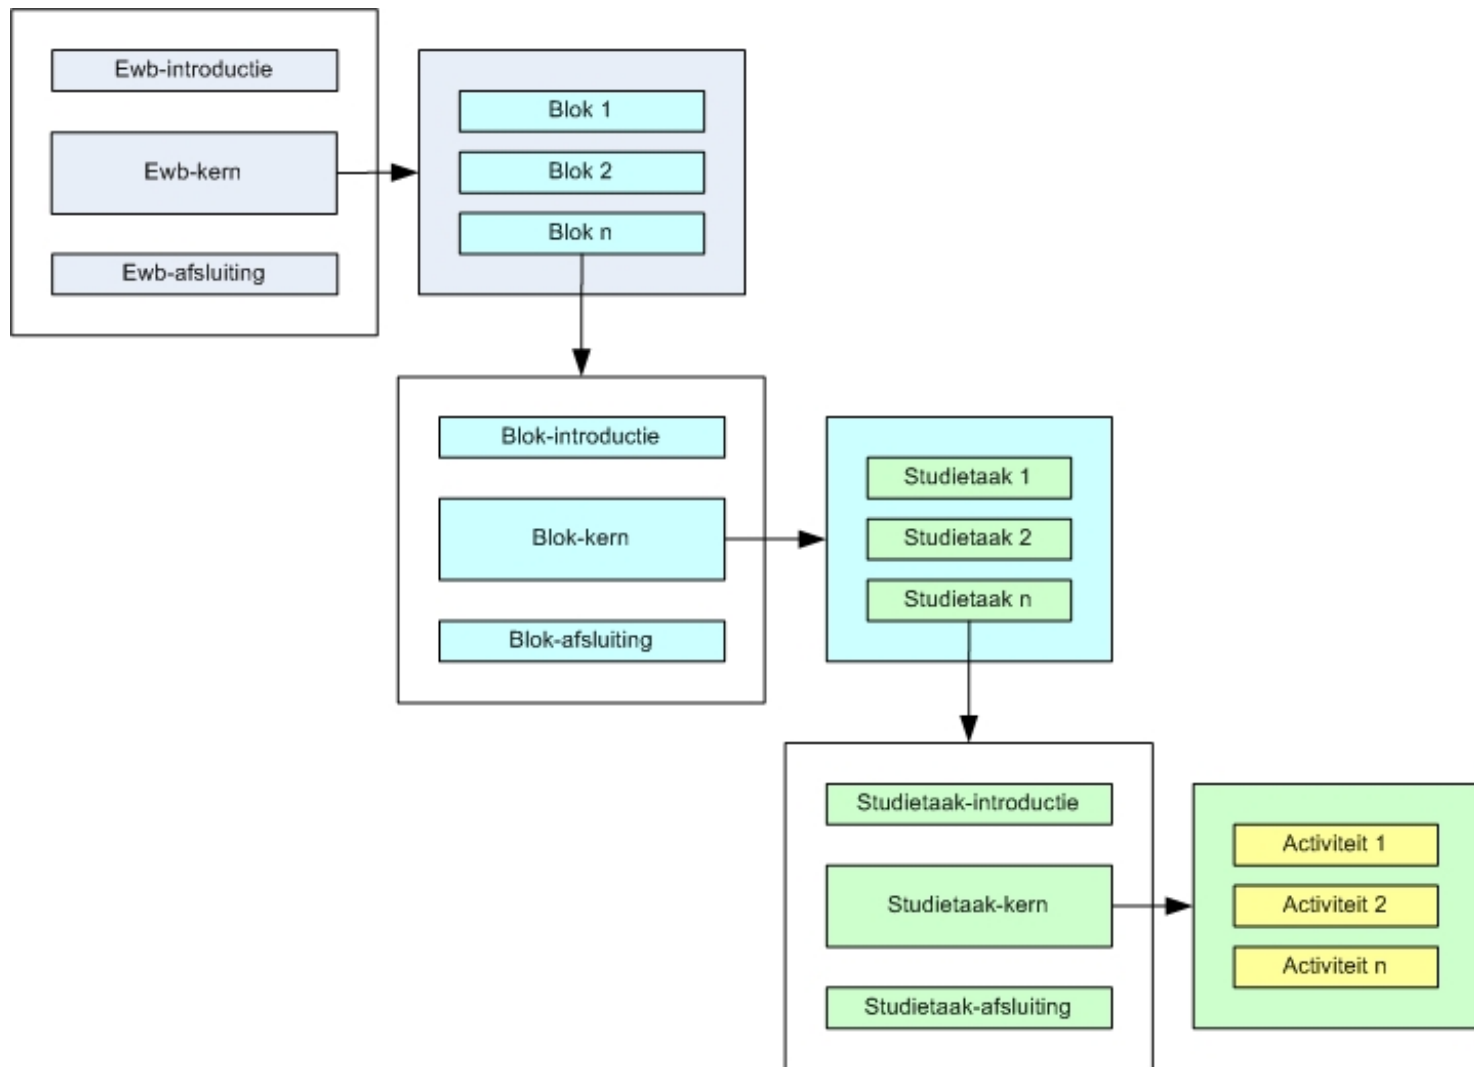 Ewb-introductie
Ewb-kern
Ewb-afsluiting
Blok 1
Blok 2
Blok n
Blok-introductie
Blok-kern
Blok-afsluiting
Studietaak 1
Studietaak 2
Studietaak n
Studietaak-introductie
Studietaak-kern
Studietaak-afsluiting
Activiteit 1
Activiteit 2
Activiteit n